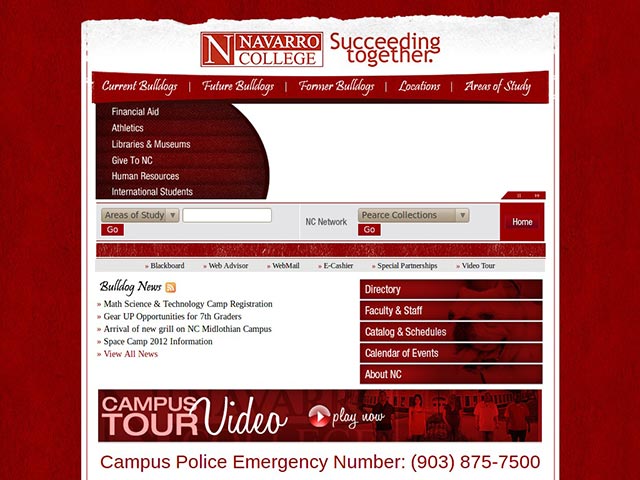 NAVARRO COLLEGE
Succeeding together.
Current Bulldogs | Future Bulldogs | Former Bulldogs | Locations | Areas of Study
Financial Aid
Athletics
Libraries & Museums
Give To NC
Human Resources
International Students
Areas of Study
Go
NC Network
Pearce Collections
Go
Home
» Blackboard » Web Advisor » WebMail » E-Cashier » Special Partnerships » Video Tour
Bulldog News
» Math Science & Technology Camp Registration
» Gear UP Opportunities for 7th Graders
» Arrival of new grill on NC Midlothian Campus
» Space Camp 2012 Information
» View All News
Directory
Faculty & Staff
Catalog & Schedules
Calendar of Events
About NC
CAMPUS TOUR Video play now
Campus Police Emergency Number: (903) 875-7500